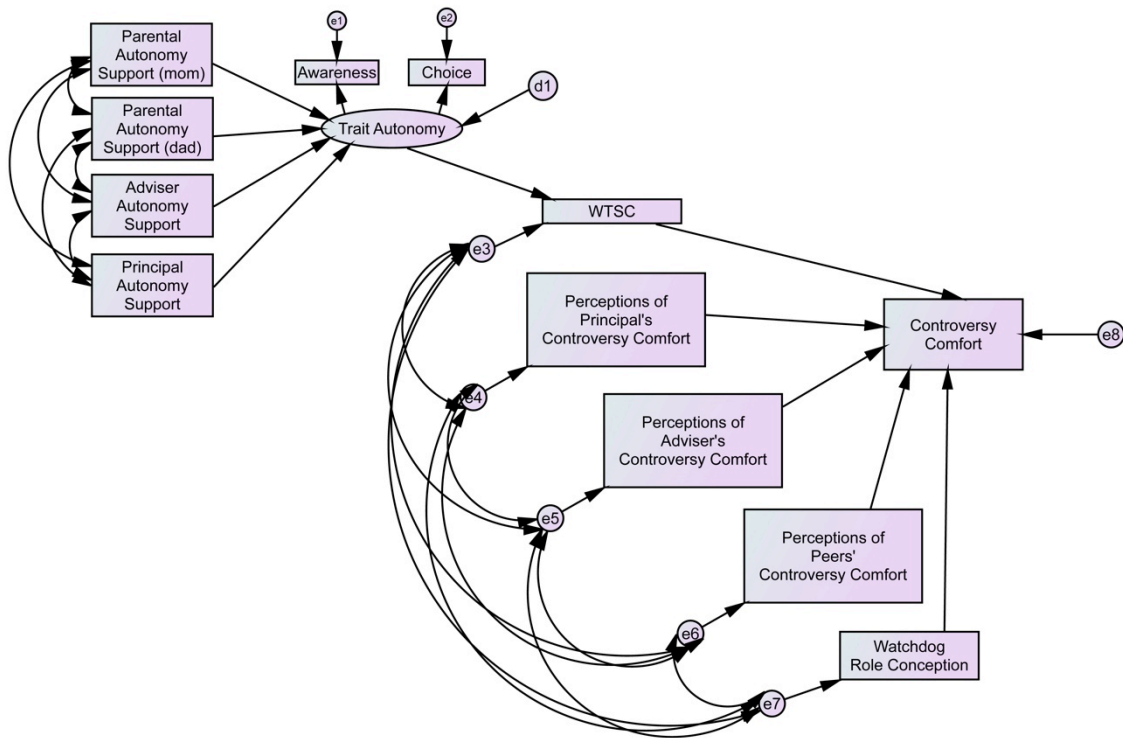 Parental
Autonomy
Support (mom)
Parental
Autonomy
Support (dad)
Adviser
Autonomy
Support
Principal
Autonomy
Support
e1
e2
Awareness
Choice
d1
Trait Autonomy
WTSC
e3
Perceptions of
Principal's
Controversy Comfort
Controversy
Comfort
e8
e4
Perceptions of
Adviser's
Controversy Comfort
e5
Perceptions of
Peers'
Controversy Comfort
e6
Watchdog
Role Conception
e7